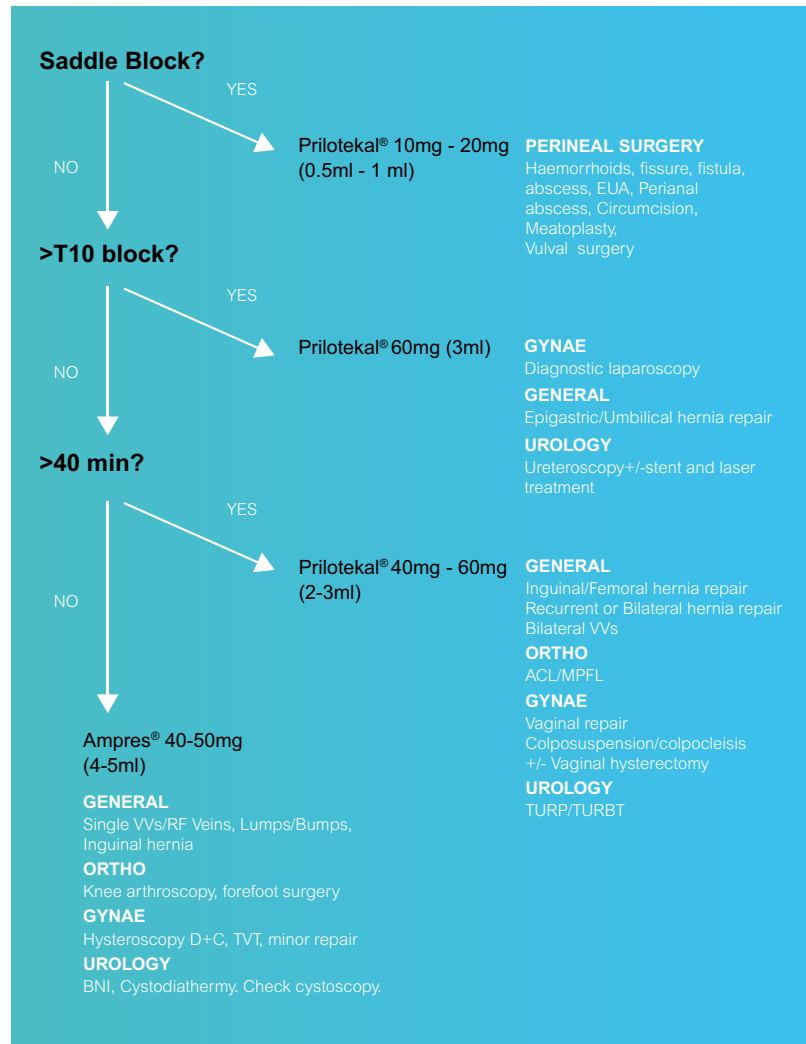 Saddle Block?
YES
NO
Prilotekal® 10mg - 20mg
(0.5ml - 1 ml)
PERINEAL SURGERY
Haemorrhoids, fissure, fistula,
abscess, EUA, Perianal
abscess, Circumcision,
Meatoplasty,
Vulval surgery
>T10 block?
YES
NO
Prilotekal® 60mg (3ml)
GYNAE
Diagnostic laparoscopy
GENERAL
Epigastric/Umbilical hernia repair
UROLOGY
Ureteroscopy+/-stent and laser
treatment
>40 min?
YES
NO
Prilotekal® 40mg - 60mg
(2-3ml)
GENERAL
Inguinal/Femoral hernia repair
Recurrent or Bilateral hernia repair
Bilateral VVs
ORTHO
ACL/MPFL
GYNAE
Vaginal repair
Colposuspension/colpocleisis
+/- Vaginal hysterectomy
UROLOGY
TURP/TURBT
Ampres® 40-50mg
(4-5ml)
GENERAL
Single VVs/RF Veins, Lumps/Bumps,
Inguinal hernia
ORTHO
Knee arthroscopy, forefoot surgery
GYNAE
Hysteroscopy D+C, TVT, minor repair
UROLOGY
BNI, Cystodiathermy. Check cystoscopy.